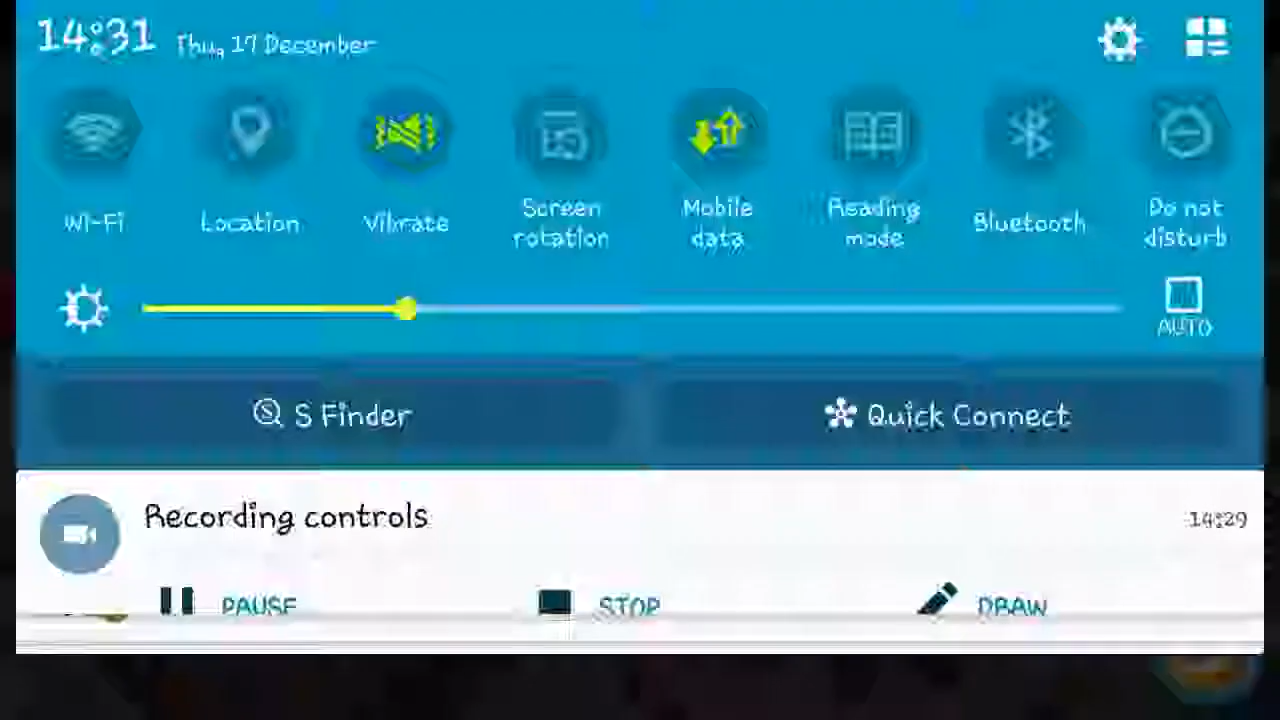 14:31 Thu, 17 December
Wi-Fi
Location
Vibrate
Screen
rotation
Mobile
data
Reading
mode
Bluetooth
Do not
disturb
AUTO
S Finder
Quick Connect
Recording controls
14:29
PAUSE
STOP
DRAW